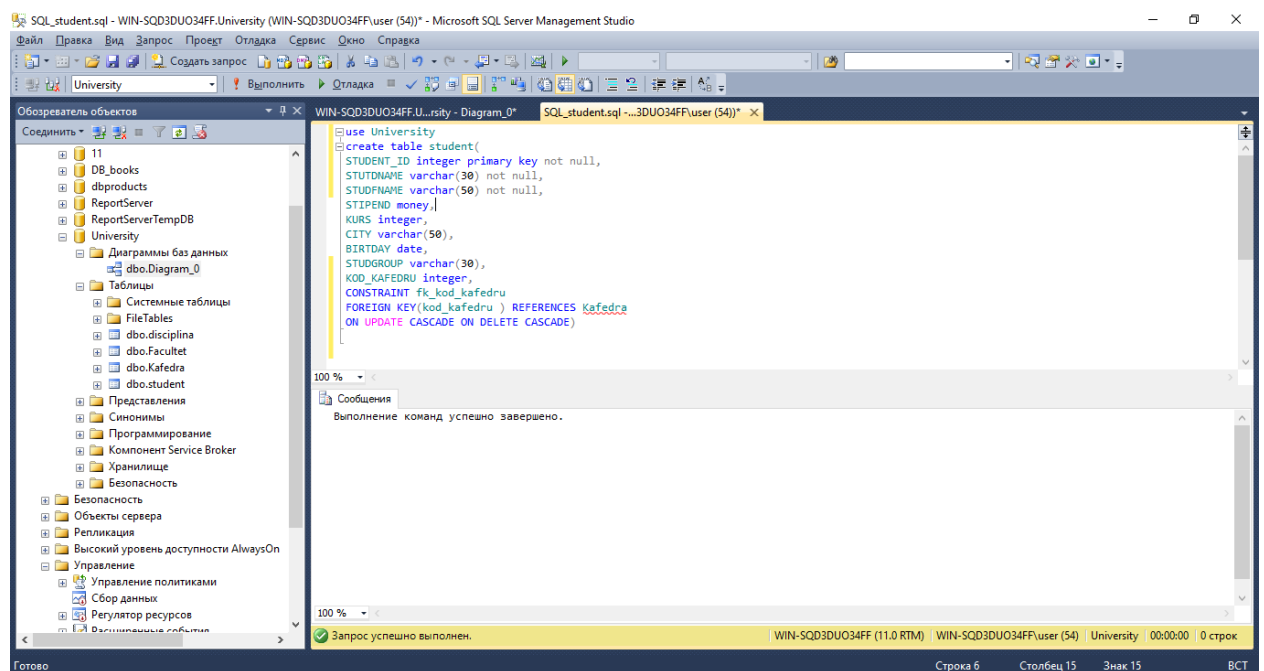 SQL_student.sql - WIN-SQD3DUO34FF.University (WIN-SQD3DUO34FF\user (54))* - Microsoft SQL Server Management Studio
Файл Правка Вид Запрос Проект Отладка Сервис Окно Справка
Создать запрос
University Выполнить Отладка
Обозреватель объектов
Соединить
11
DB_books
dbproducts
ReportServer
ReportServerTempDB
University
Диаграммы баз данных
dbo.Diagram_0
Таблицы
Системные таблицы
FileTables
dbo.disciplina
dbo.Facultet
dbo.Kafedra
dbo.student
Представления
Синонимы
Программирование
Компонент Service Broker
Хранилище
Безопасность
Безопасность
Объекты сервера
Репликация
Высокий уровень доступности AlwaysOn
Управление
Управление политиками
Сбор данных
Регулятор ресурсов
Расширенные события
WIN-SQD3DUO34FF.U...rsity - Diagram_0* SQL_student.sql -...3DUO34FF\user (54))*
use University
create table student(
STUDENT_ID integer primary key not null,
STUTDNAME varchar(30) not null,
STUDFNAME varchar(50) not null,
STIPEND money,
KURS integer,
CITY varchar(50),
BIRTDAY date,
STUDGROUP varchar(30),
KOD_KAFEDRU integer,
CONSTRAINT fk_kod_kafedru
FOREIGN KEY(kod_kafedru ) REFERENCES Kafedra
ON UPDATE CASCADE ON DELETE CASCADE)
100 %
Сообщения
Выполнение команд успешно завершено.
100 %
Запрос успешно выполнен. WIN-SQD3DUO34FF (11.0 RTM) WIN-SQD3DUO34FF\user (54) University 00:00:00 0 строк
Готово Строка 6 Столбец 15 Знак 15 ВСТ